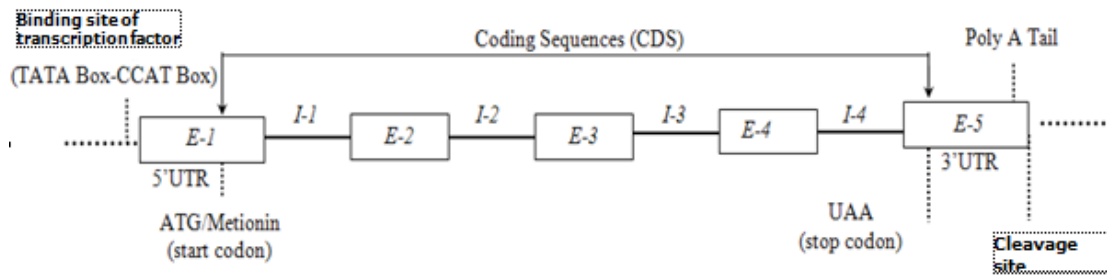 Binding site of
transcription factor
Coding Sequences (CDS)
Poly A Tail
(TATA Box-CCAT Box)
E-1
I-1
E-2
I-2
E-3
I-3
E-4
I-4
E-5
5'UTR
3'UTR
ATG/Metionin
(start codon)
UAA
(stop codon)
Cleavage
site